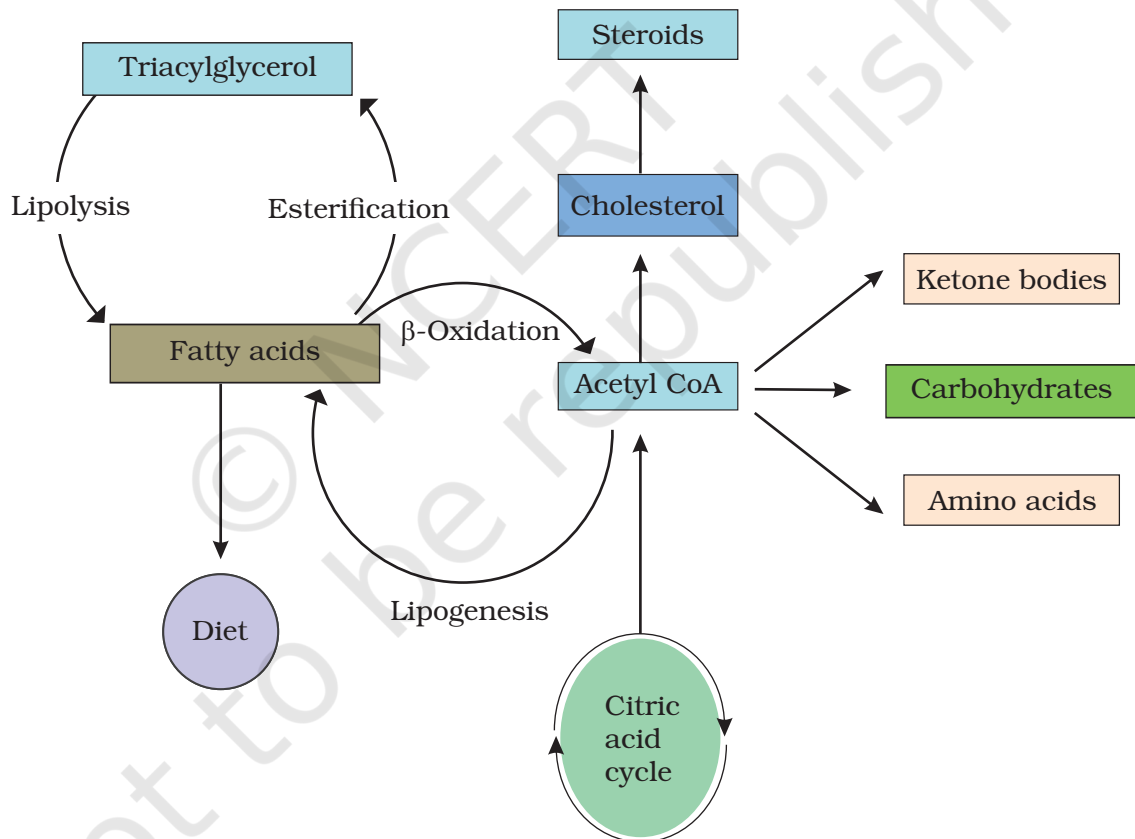 Steroids
Triacylglycerol
Cholesterol
Lipolysis
Esterification
Ketone bodies
β-Oxidation
Fatty acids
Acetyl CoA
Carbohydrates
Amino acids
Lipogenesis
Diet
Citric
acid
cycle
© NCERT
not to be republish